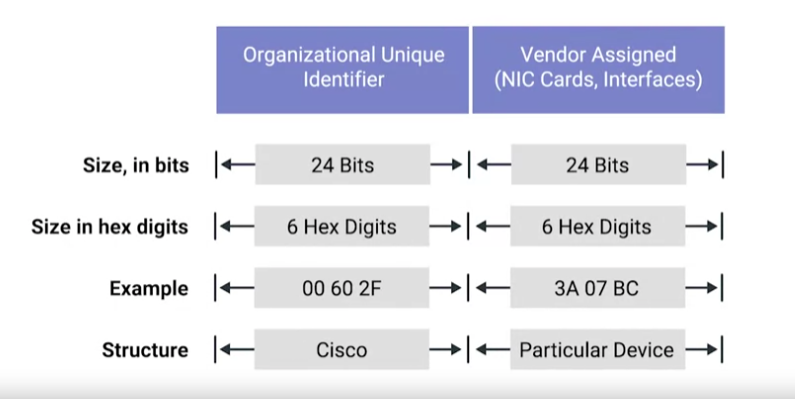 Organizational Unique
Identifier
Vendor Assigned
(NIC Cards, Interfaces)
Size, in bits
24 Bits
24 Bits
Size in hex digits
6 Hex Digits
6 Hex Digits
Example
00 60 2F
3A 07 BC
Structure
Cisco
Particular Device